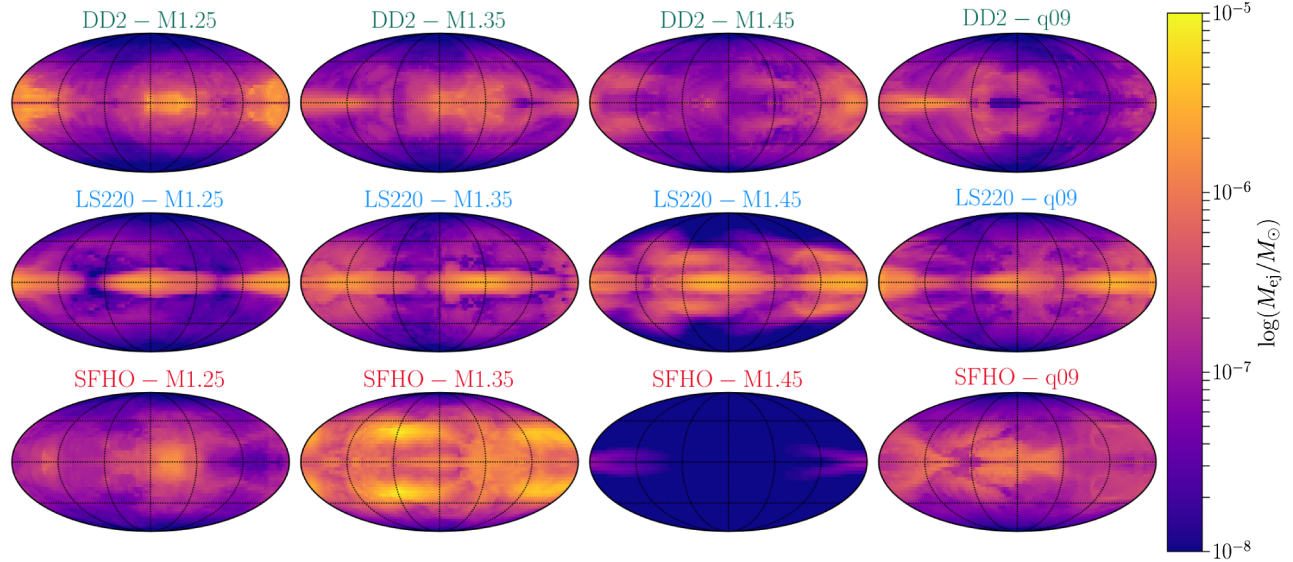 DD2 − M1.25
DD2 − M1.35
DD2 − M1.45
DD2 − q09
LS220 − M1.25
LS220 − M1.35
LS220 − M1.45
LS220 − q09
SFHO − M1.25
SFHO − M1.35
SFHO − M1.45
SFHO − q09
10⁻⁵
10⁻⁶
10⁻⁷
10⁻⁸
log(M_ej/M_⊙)